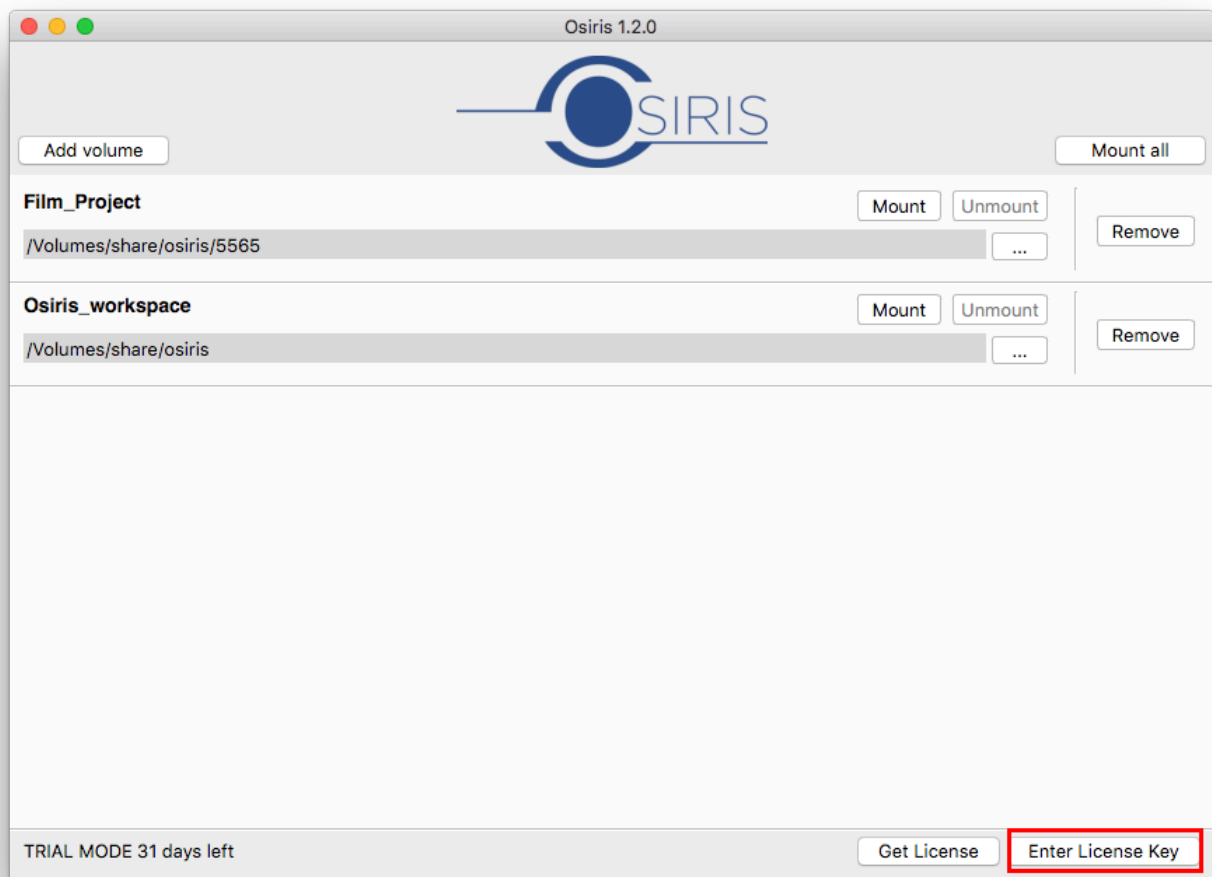 Osiris 1.2.0
OSIRIS
Add volume
Mount all
Film_Project
Mount
Unmount
Remove
/Volumes/share/osiris/5565
...
Osiris_workspace
Mount
Unmount
Remove
/Volumes/share/osiris
...
TRIAL MODE 31 days left
Get License
Enter License Key